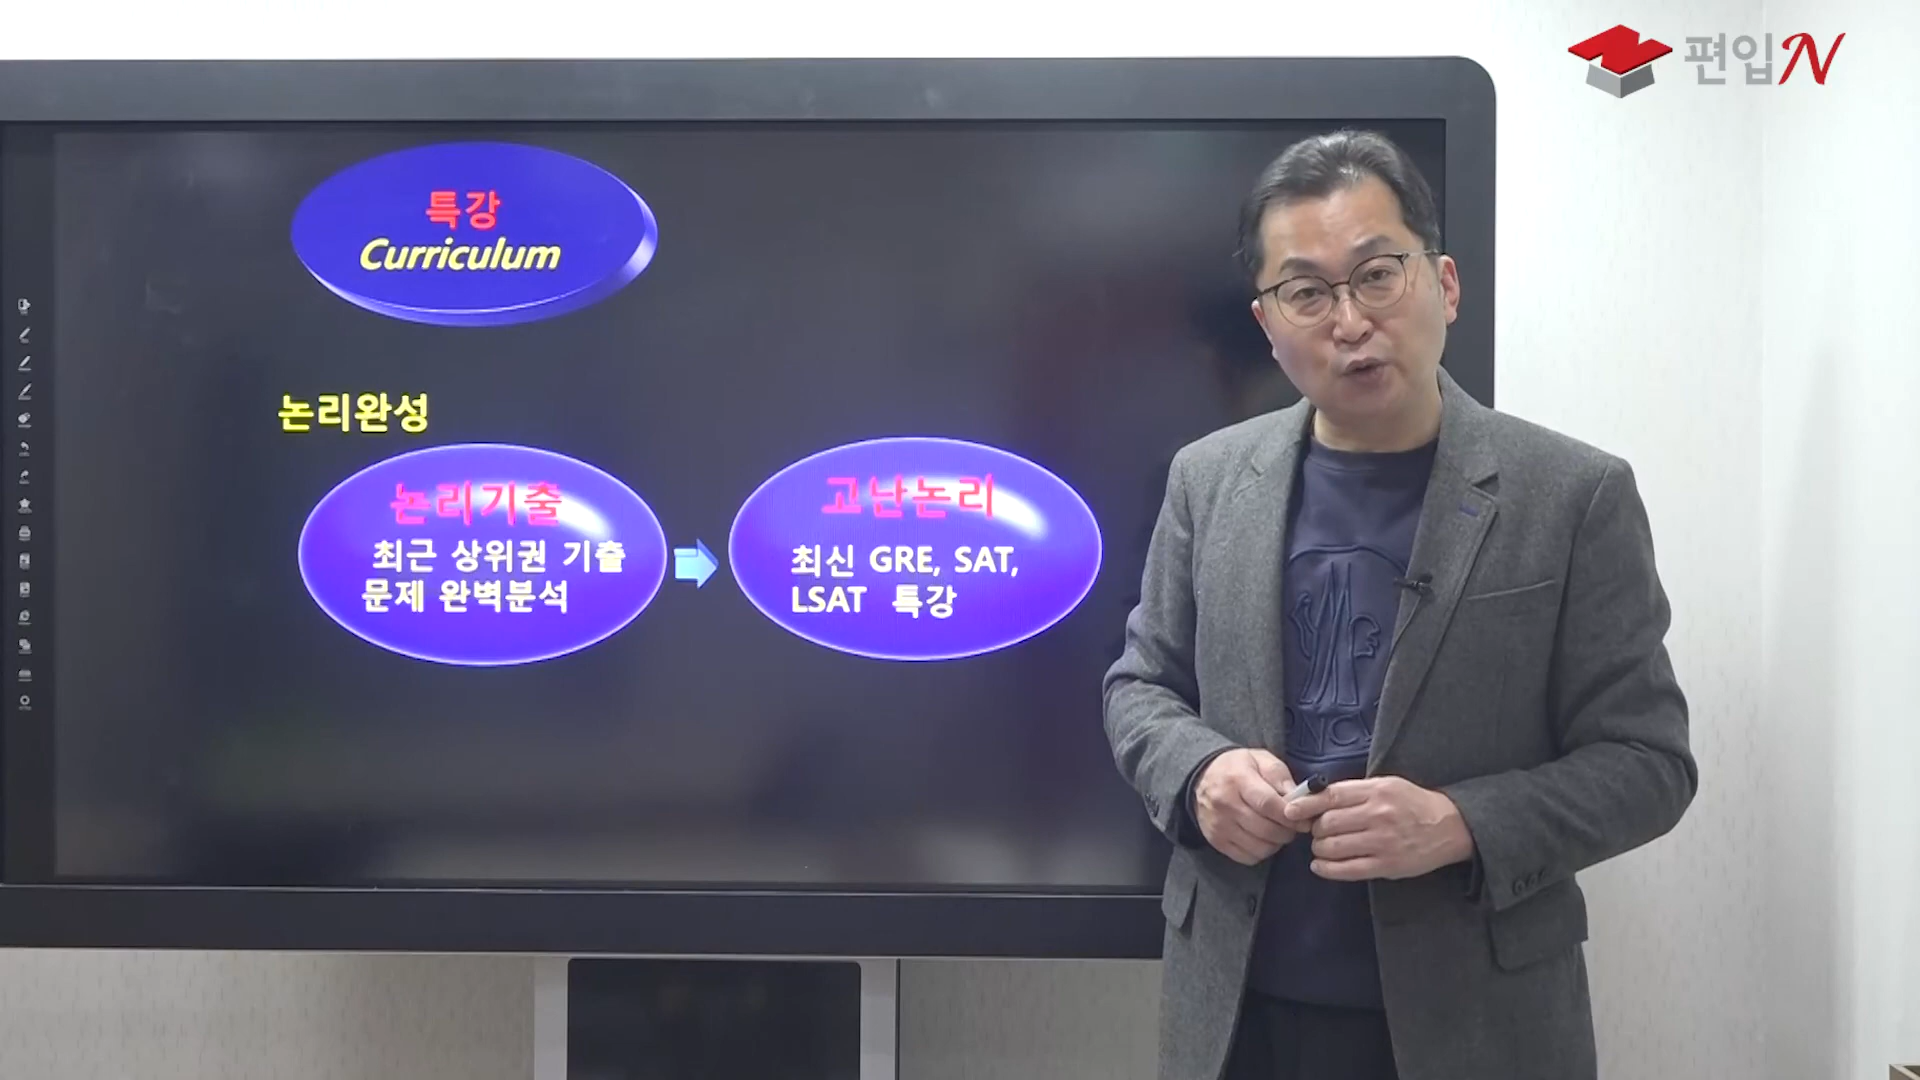 편입N
특강
Curriculum
논리완성
논리기출
최근 상위권 기출
문제 완벽분석
고난논리
최신 GRE, SAT,
LSAT 특강